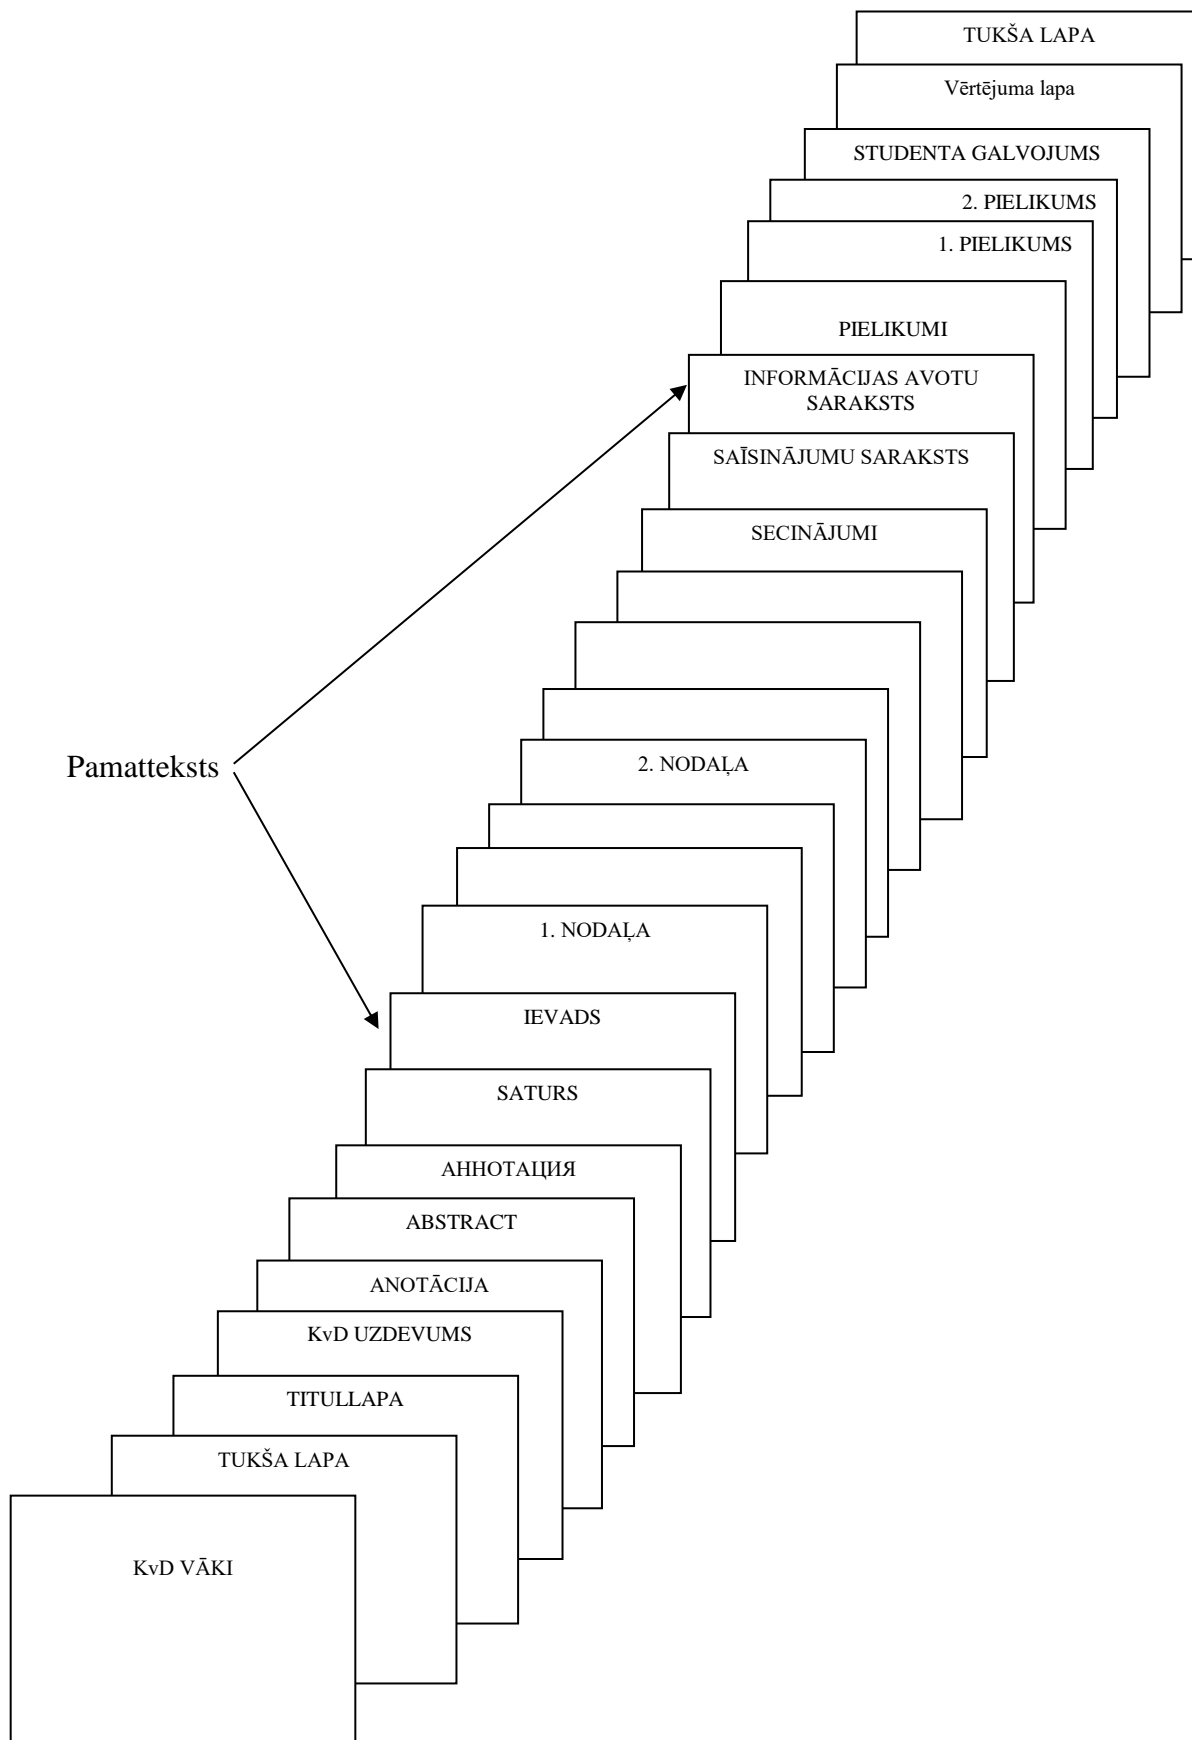 TUKŠA LAPA
Vērtējuma lapa
STUDENTA GALVOJUMS
2. PIELIKUMS
1. PIELIKUMS
PIELIKUMI
INFORMĀCIJAS AVOTU
SARAKSTS
SAĪSINĀJUMU SARAKSTS
SECINĀJUMI
Pamatteksts
2. NODAĻA
1. NODAĻA
IEVADS
SATURS
АННОТАЦИЯ
ABSTRACT
ANOTĀCIJA
KvD UZDEVUMS
TITULLAPA
TUKŠA LAPA
KvD VĀKI